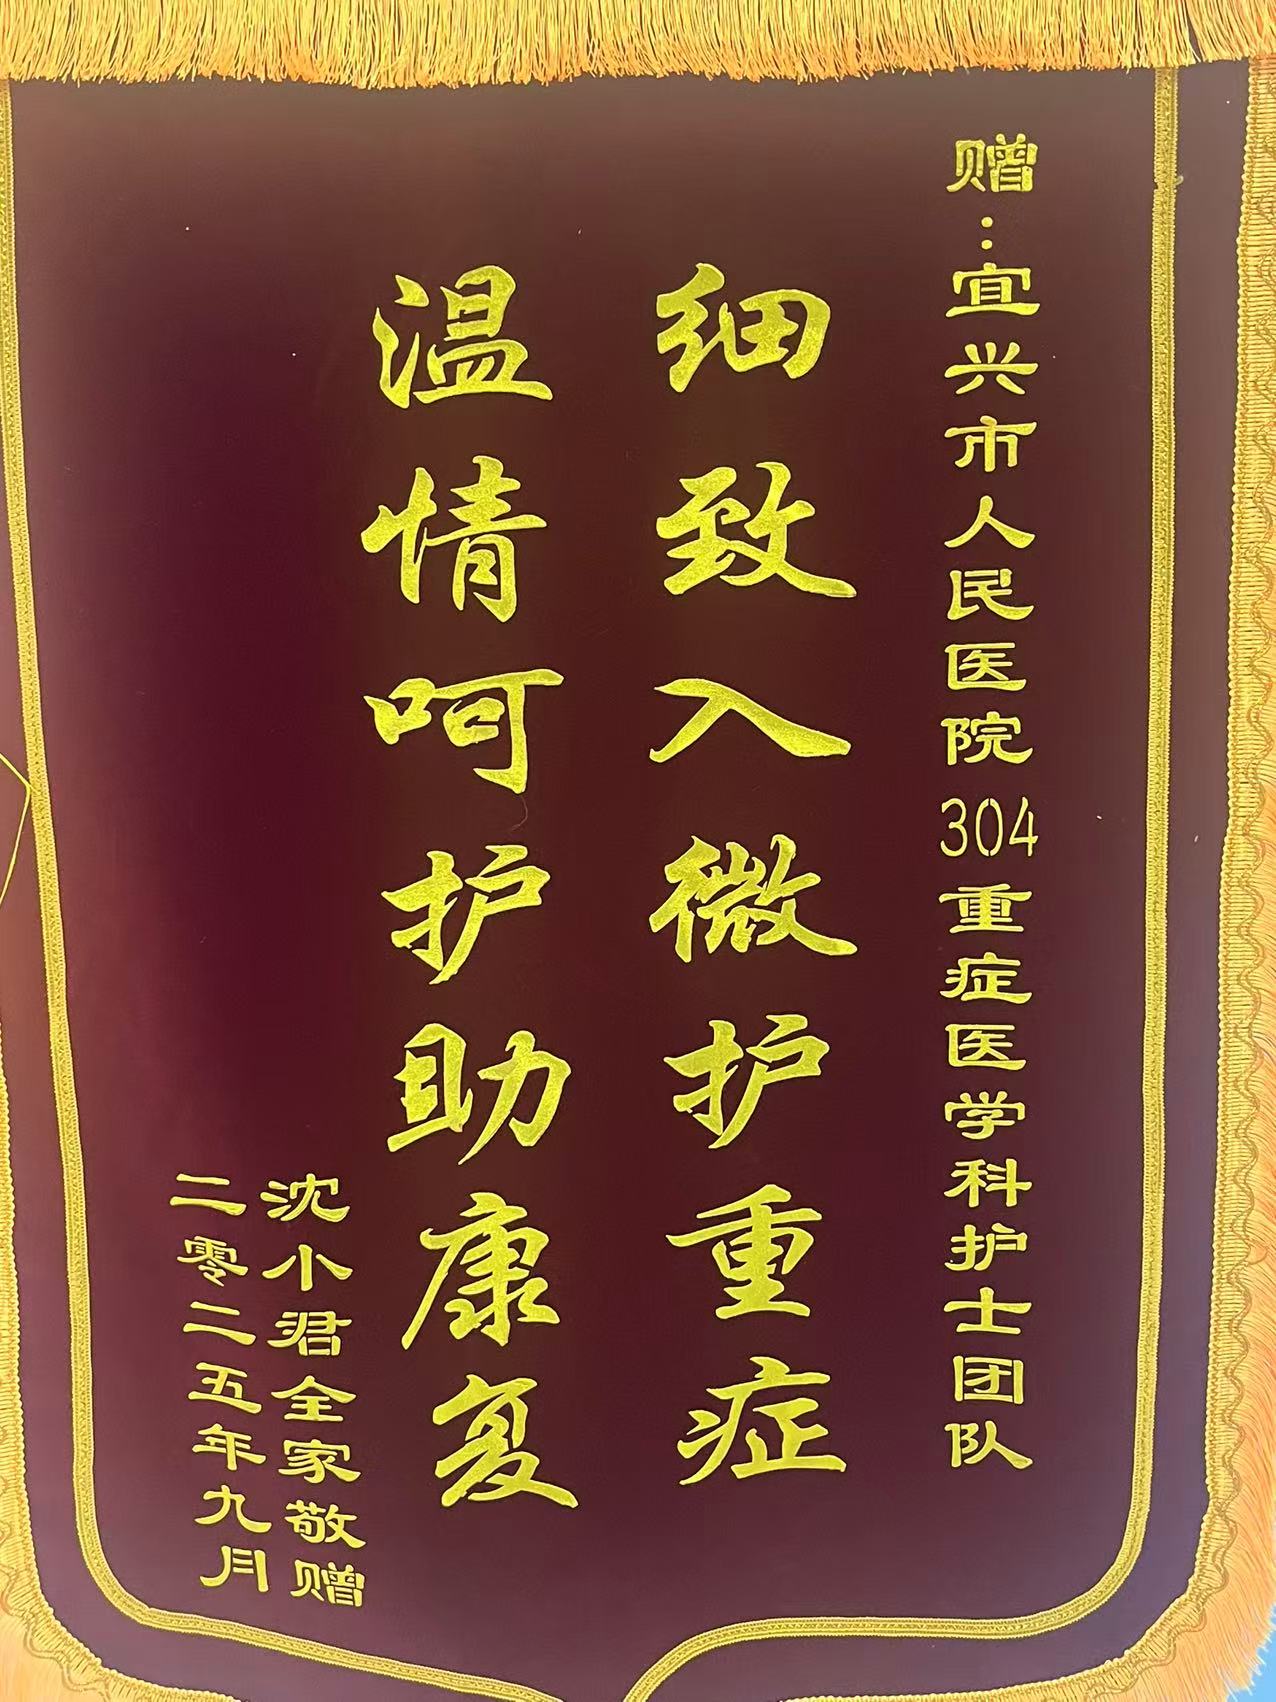 赠：宜兴市人民医院304重症医学科护士团队
细致入微护重症
温情呵护助康复
沈小君全家敬赠
二零二五年九月